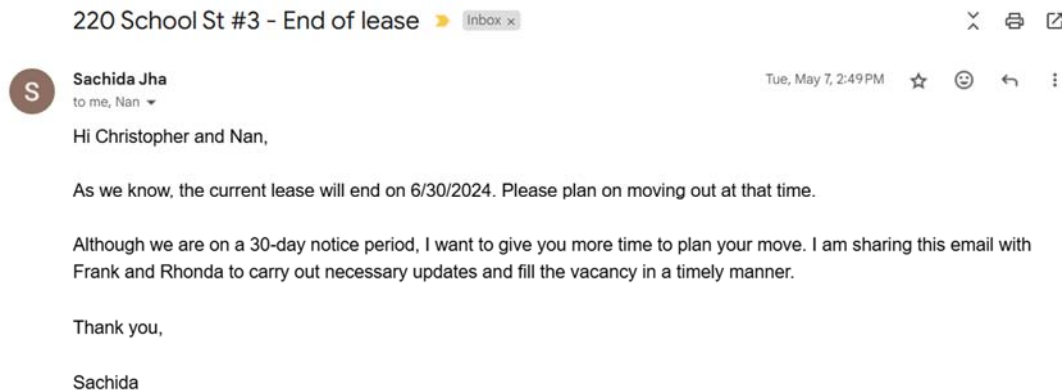 220 School St #3 - End of lease Inbox ×
S
Sachida Jha Tue, May 7, 2:49 PM
to me, Nan
Hi Christopher and Nan,
As we know, the current lease will end on 6/30/2024. Please plan on moving out at that time.
Although we are on a 30-day notice period, I want to give you more time to plan your move. I am sharing this email with
Frank and Rhonda to carry out necessary updates and fill the vacancy in a timely manner.
Thank you,
Sachida